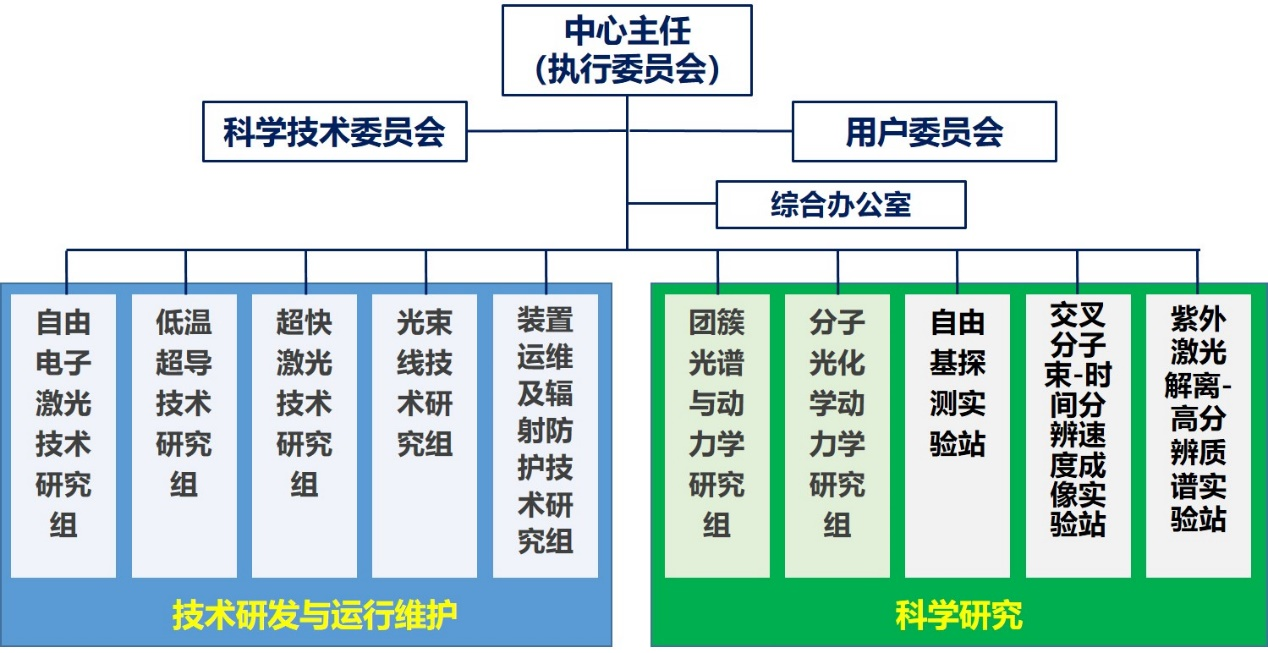 中心主任
（执行委员会）
科学技术委员会
用户委员会
综合办公室
自由
电子
激光
技术
研究
组
低温
超导
技术
研究
组
超快
激光
技术
研究
组
光束
线技
术研
究组
装置
运维
及辐
射防
护技
术研
究组
技术研发与运行维护
团簇
光谱
与动
力学
研究
组
分子
光化
学动
力学
研究
组
自由
基探
测实
验站
交叉
分子
束-时
间分
辨速
度成
像实
验站
紫外
激光
解离-
高分
辨质
谱实
验站
科学研究